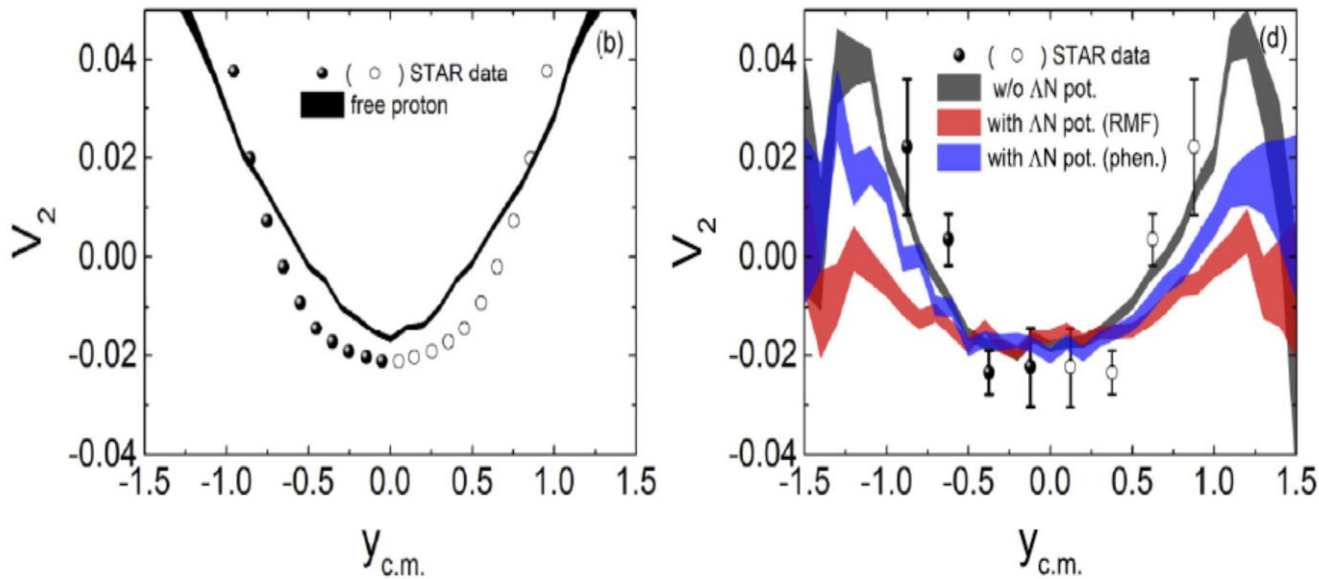 (b)
( ) STAR data
free proton
V2
0.04
0.02
0.00
-0.02
-0.04
-1.5 -1.0 -0.5 0.0 0.5 1.0 1.5
yc.m.
(d)
( ) STAR data
w/o ΛN pot.
with ΛN pot. (RMF)
with ΛN pot. (phen.)
V2
0.04
0.02
0.00
-0.02
-0.04
-1.5 -1.0 -0.5 0.0 0.5 1.0 1.5
yc.m.